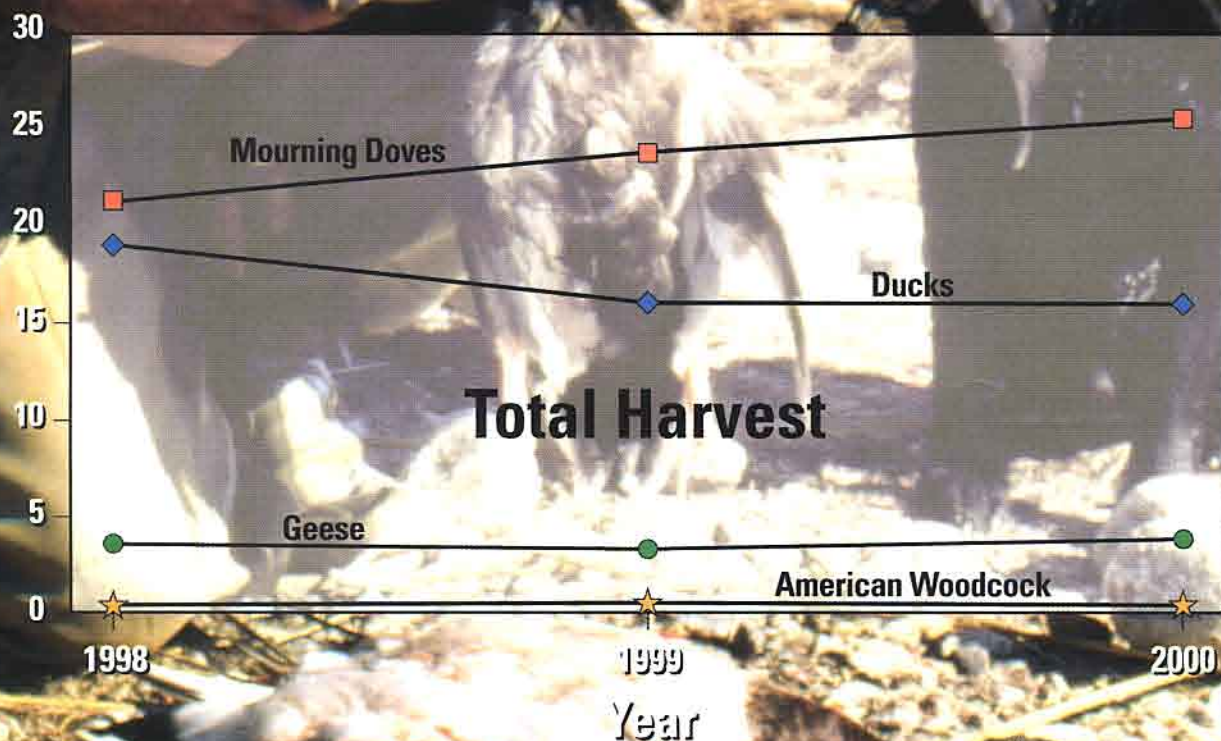 30
25
20
15
10
5
0
Mourning Doves
Ducks
Total Harvest
Geese
American Woodcock
1998 1999 2000
Year